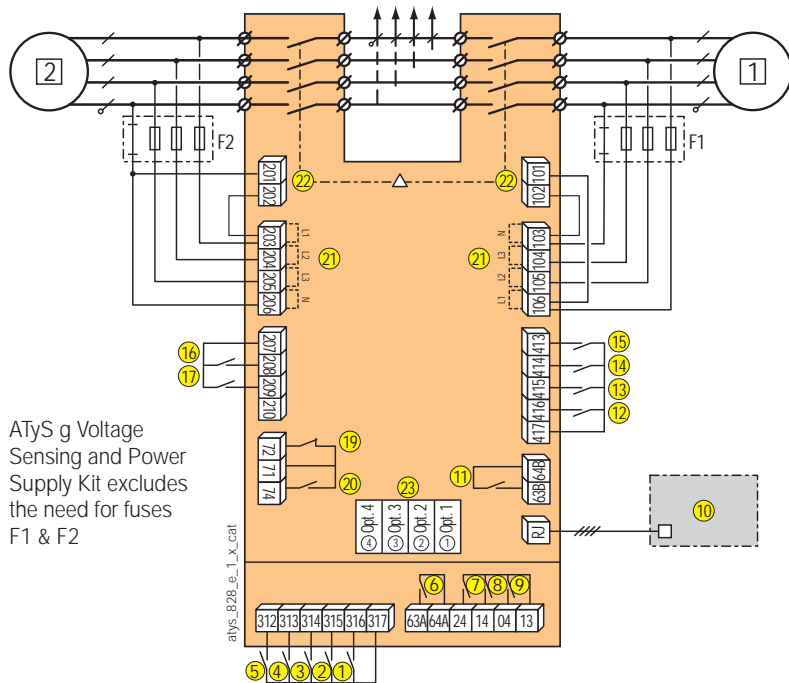 2
1
F2
F1
201
202
22
22
101
102
203
204
205
206
L1
L2
L3
N
21
21
N
L3
L2
L1
103
104
105
106
16
17
207
208
209
210
413
414
415
416
417
15
14
13
12
ATyS g Voltage
Sensing and Power
Supply Kit excludes
the need for fuses
F1 & F2
72
71
74
19
20
11
63B 64B
23
4 Opt. 4
3 Opt. 3
2 Opt. 2
1 Opt. 1
RJ
10
atys_828_e_1_x_cat
6
7
8
9
312 313 314 315 316 317
63A 64A 24 14 04 13
5 4 3 2 1